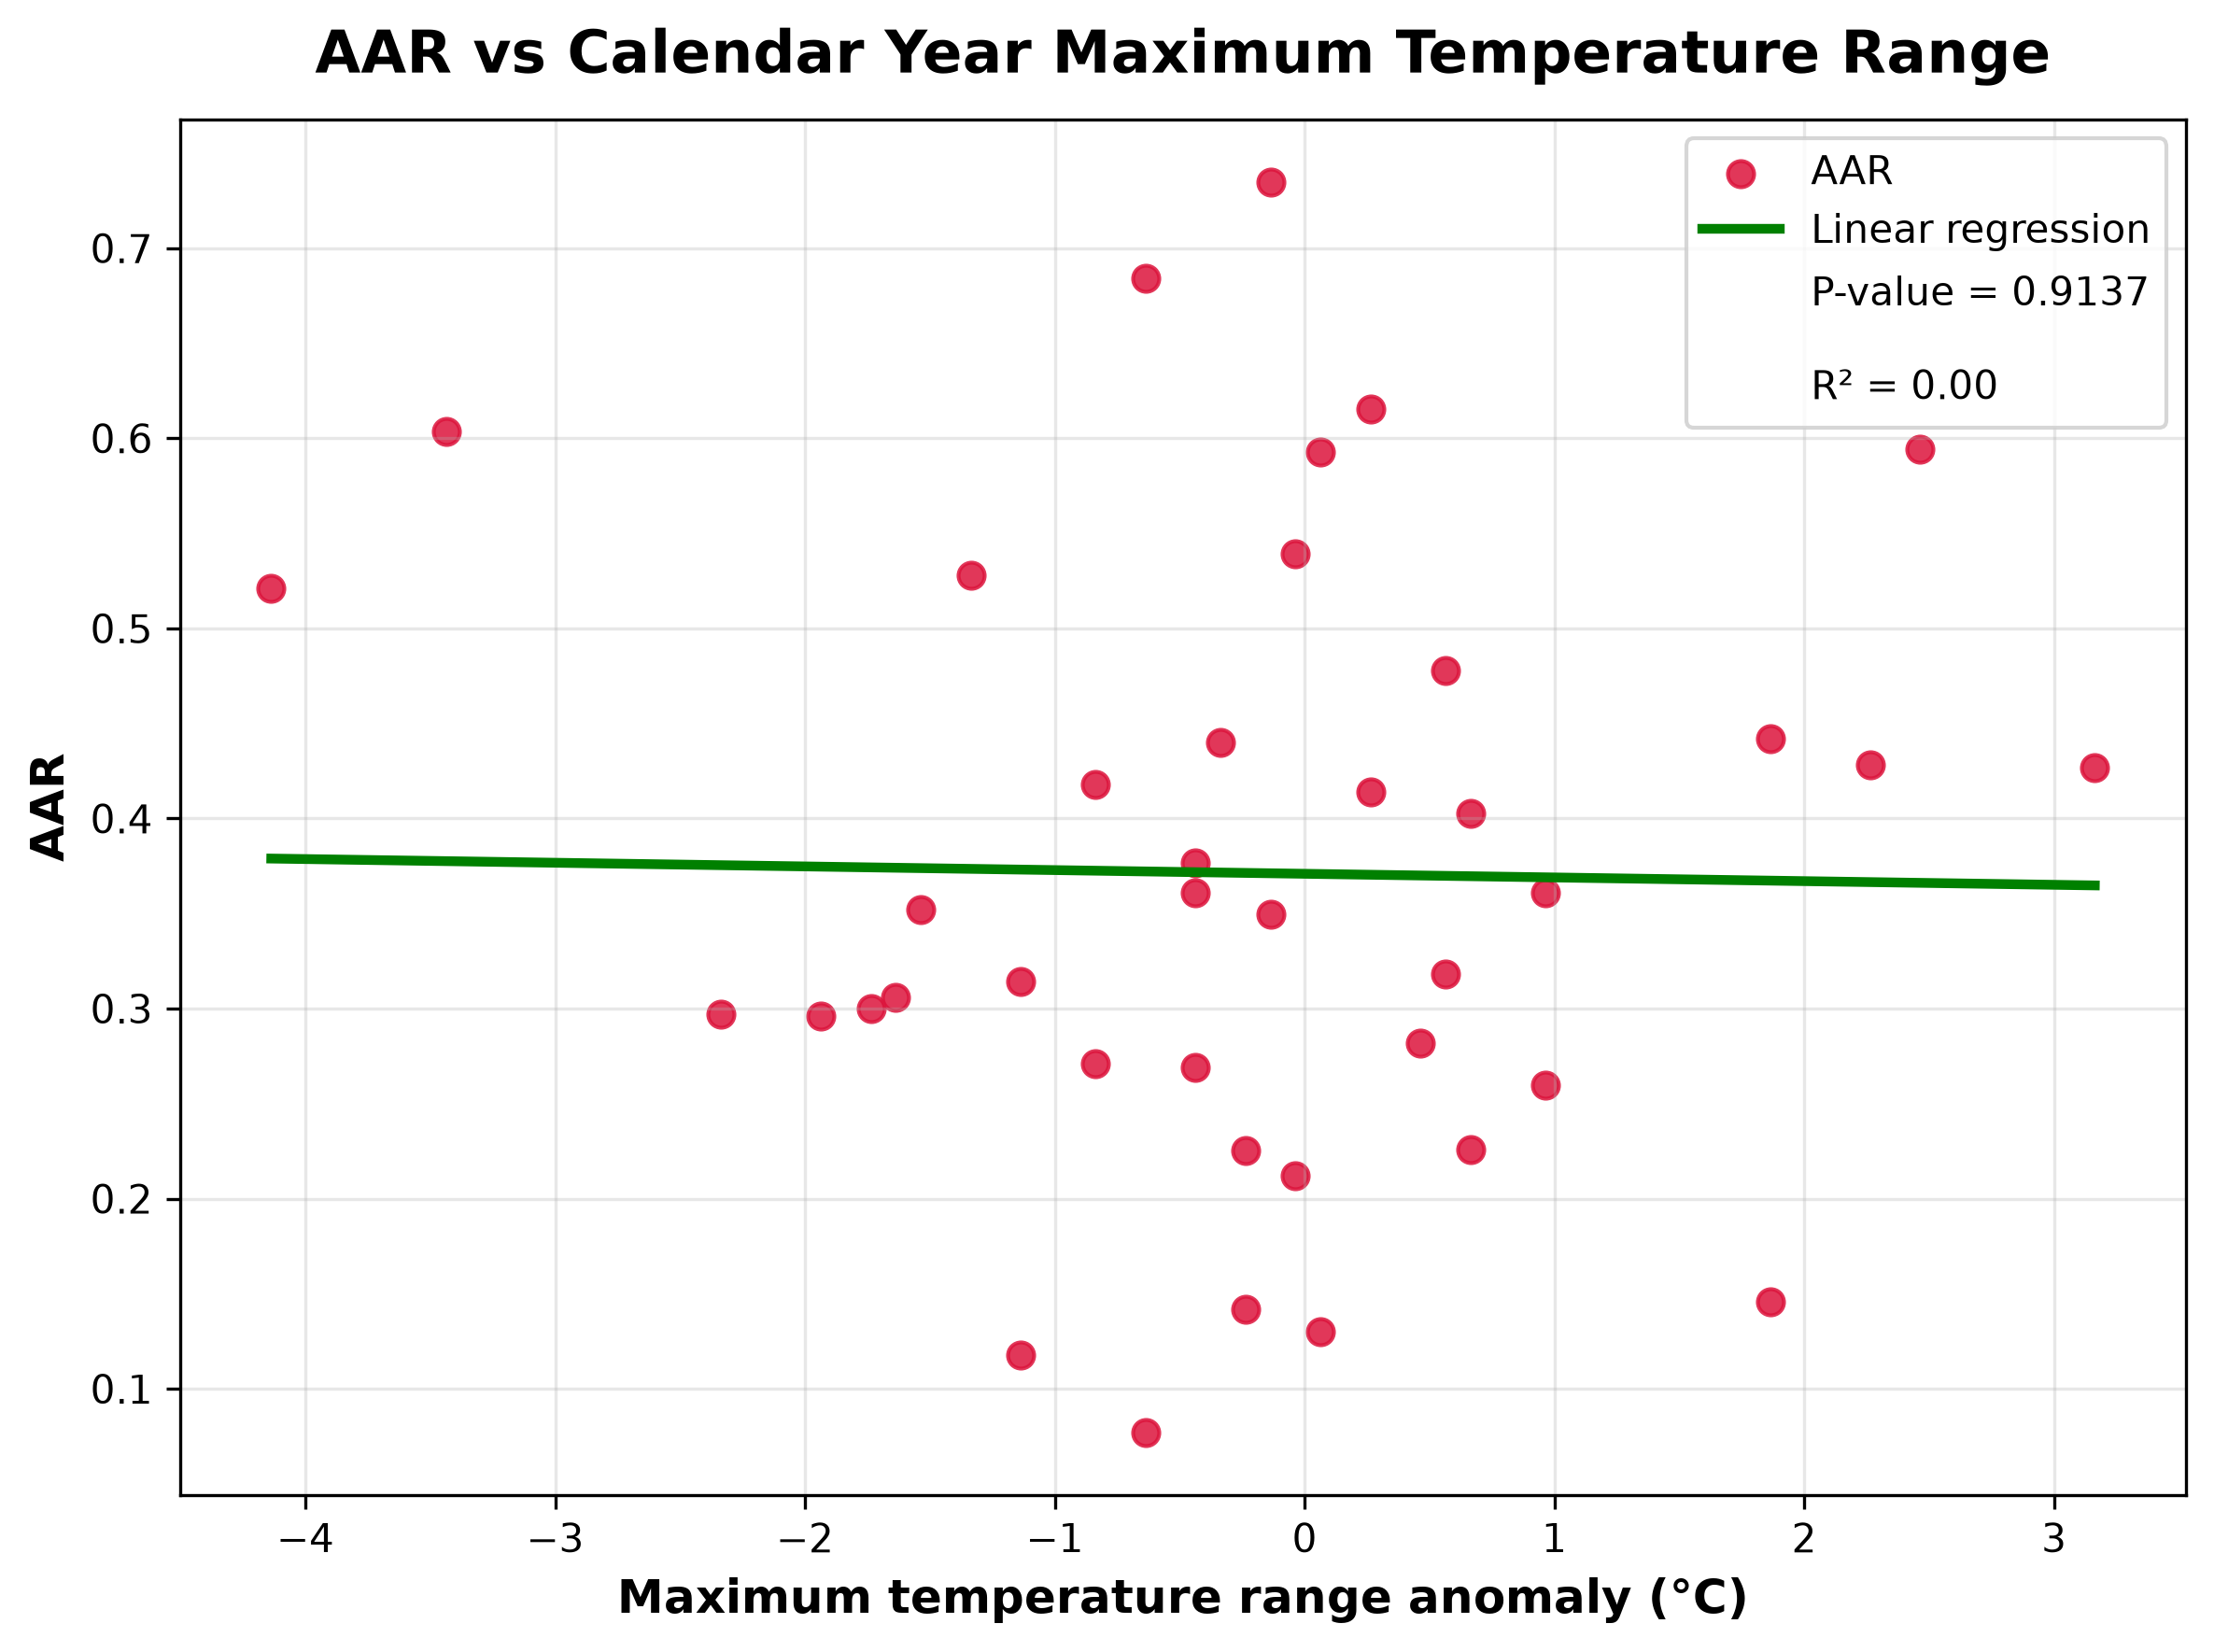 AAR vs Calendar Year Maximum Temperature Range
AAR
Linear regression
P-value = 0.9137
R² = 0.00
AAR
0.7
0.6
0.5
0.4
0.3
0.2
0.1
−4 −3 −2 −1 0 1 2 3
Maximum temperature range anomaly (°C)